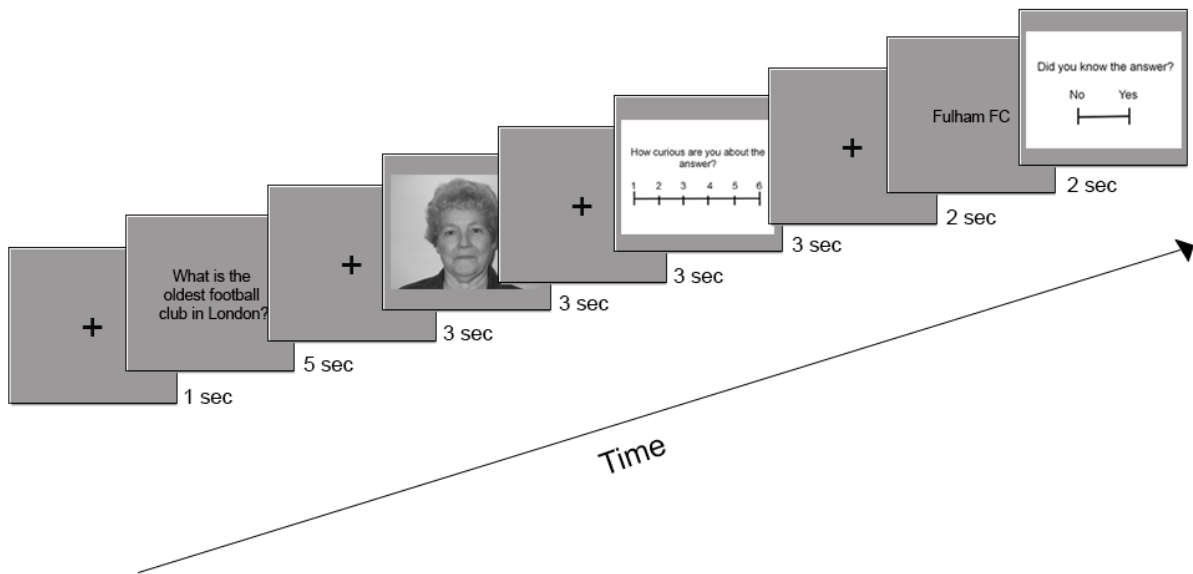 +
1 sec
What is the
oldest football
club in London?
5 sec
+
3 sec
3 sec
+
3 sec
How curious are you about the
answer?
1 2 3 4 5 6
3 sec
+
2 sec
Fulham FC
2 sec
Did you know the answer?
No Yes
Time